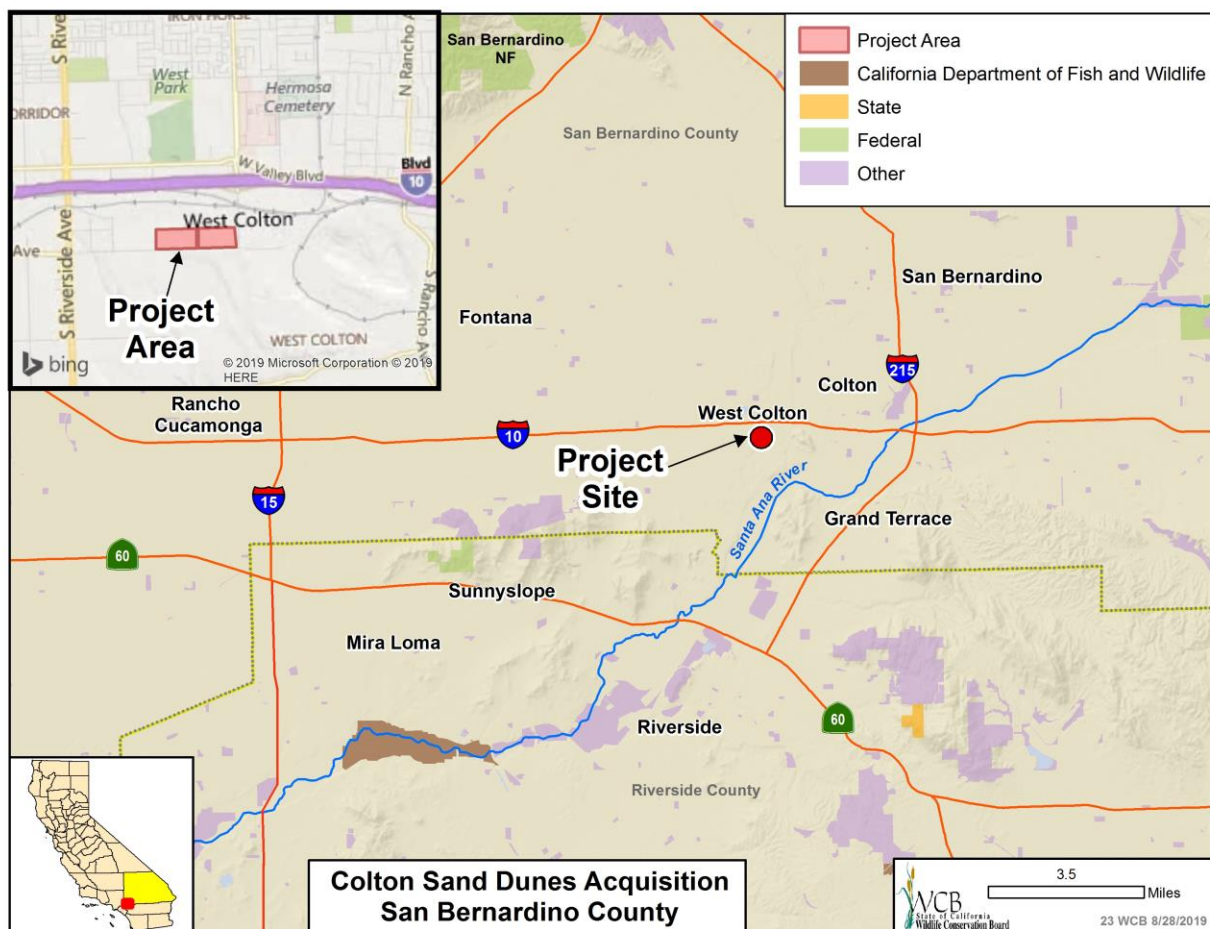 IRON HORSE
S Rive
N Rancho A
West
Park
Hermosa
Cemetery
ORRIDOR
W Valley Blvd
Blvd
10
West Colton
Ave
S Riverside Ave
Project
Area
S Rancho Av
WEST COLTON
bing
© 2019 Microsoft Corporation © 2019
HERE
Project Area
California Department of Fish and Wildlife
State
Federal
Other
San Bernardino
NF
San Bernardino County
San Bernardino
Fontana
215
Colton
Rancho
Cucamonga
West Colton
10
Project
Site
15
Santa Ana River
Grand Terrace
60
Sunnyslope
Mira Loma
Riverside
60
Riverside County
Colton Sand Dunes Acquisition
San Bernardino County
WCB
State of California
Wildlife Conservation Board
3.5
Miles
23 WCB 8/28/2019